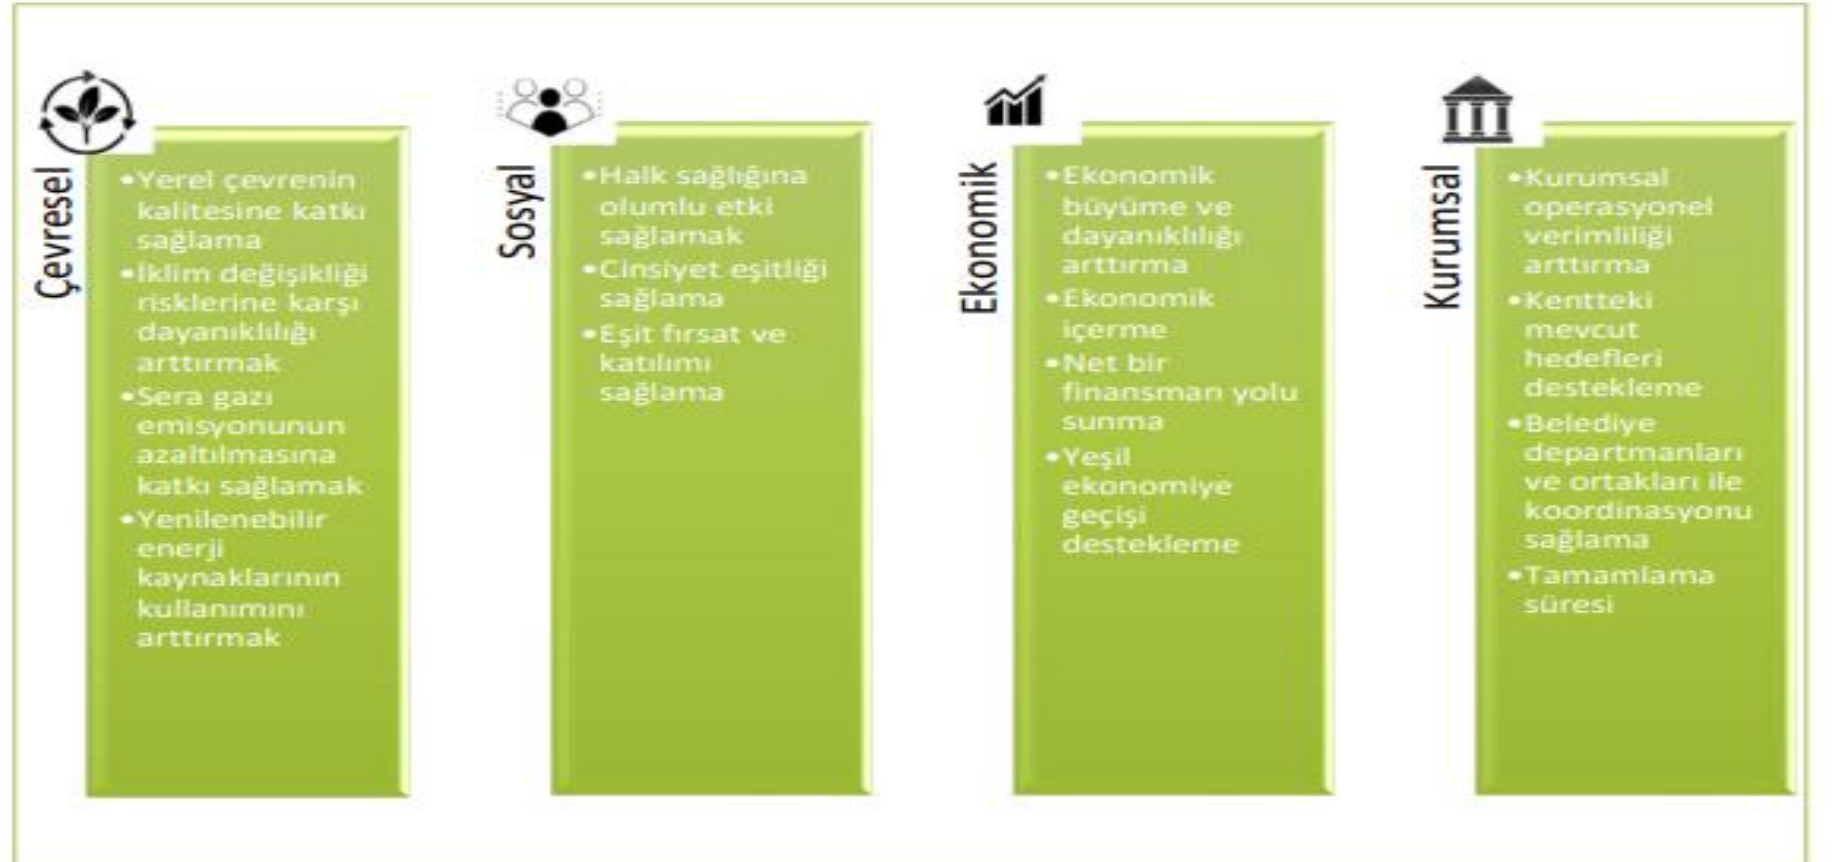 Çevresel
•Yerel çevrenin
kalitesine katkı
sağlama
•İklim değişikliği
risklerine karşı
dayanıklılığı
arttırmak
•Sera gazı
emisyonunun
azaltılmasına
katkı sağlamak
•Yenilenebilir
enerji
kaynaklarının
kullanımını
arttırmak
Sosyal
•Halk sağlığına
olumlu etki
sağlamak
•Cinsiyet eşitliği
sağlama
•Eşit fırsat ve
katılımı
sağlama
Ekonomik
•Ekonomik
büyüme ve
dayanıklılığı
arttırma
•Ekonomik
içerme
•Net bir
finansman yolu
sunma
•Yeşil
ekonomiye
geçişi
destekleme
Kurumsal
•Kurumsal
operasyonel
verimliliği
arttırma
•Kentteki
mevcut
hedefleri
destekleme
•Belediye
departmanları
ve ortakları ile
koordinasyonu
sağlama
•Tamamlama
süresi